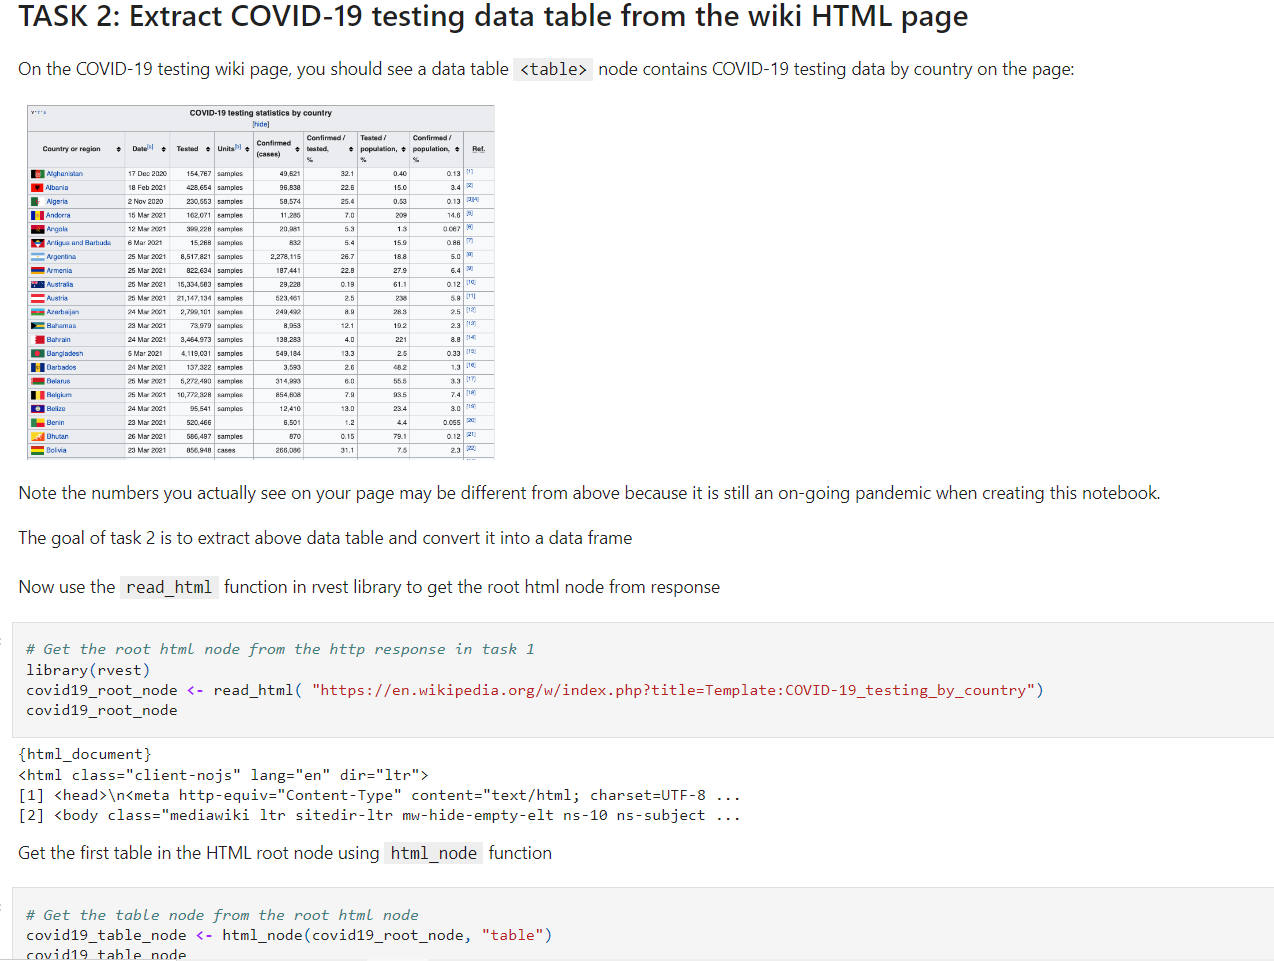 TASK 2: Extract COVID-19 testing data table from the wiki HTML page
On the COVID-19 testing wiki page, you should see a data table <table> node contains COVID-19 testing data by country on the page:
V·T·E
COVID-19 testing statistics by country
[hide]
Country or region Date[a] Tested Units[b] Confirmed (cases) Confirmed / tested, % Tested / population, % Confirmed / population, % Ref.
Afghanistan 17 Dec 2020 154,767 samples 49,621 32.1 0.40 0.13 [1]
Albania 18 Feb 2021 428,654 samples 96,838 22.6 15.0 3.4 [2]
Algeria 2 Nov 2020 230,553 samples 58,574 25.4 0.53 0.13 [3][4]
Andorra 15 Mar 2021 162,071 samples 11,285 7.0 209 14.6 [5]
Angola 12 Mar 2021 399,228 samples 20,981 5.3 1.3 0.067 [6]
Antigua and Barbuda 6 Mar 2021 15,268 samples 832 5.4 15.9 0.86 [7]
Argentina 25 Mar 2021 8,517,821 samples 2,278,115 26.7 18.8 5.0 [8]
Armenia 25 Mar 2021 822,634 samples 187,441 22.8 27.9 6.4 [9]
Australia 25 Mar 2021 15,334,583 samples 29,228 0.19 61.1 0.12 [10]
Austria 25 Mar 2021 21,147,134 samples 523,461 2.5 238 5.9 [11]
Azerbaijan 24 Mar 2021 2,799,101 samples 249,492 8.9 28.3 2.5 [12]
Bahamas 23 Mar 2021 73,979 samples 8,953 12.1 19.2 2.3 [13]
Bahrain 24 Mar 2021 3,464,973 samples 138,283 4.0 221 8.8 [14]
Bangladesh 5 Mar 2021 4,119,031 samples 549,184 13.3 2.5 0.33 [15]
Barbados 24 Mar 2021 137,322 samples 3,593 2.6 48.2 1.3 [16]
Belarus 25 Mar 2021 5,272,490 samples 314,993 6.0 55.5 3.3 [17]
Belgium 25 Mar 2021 10,772,328 samples 854,608 7.9 93.5 7.4 [18]
Belize 24 Mar 2021 95,541 samples 12,410 13.0 23.4 3.0 [19]
Benin 23 Mar 2021 520,466 6,501 1.2 4.4 0.055 [20]
Bhutan 26 Mar 2021 586,497 samples 870 0.15 79.1 0.12 [21]
Bolivia 23 Mar 2021 856,948 cases 266,086 31.1 7.5 2.3 [22]
Note the numbers you actually see on your page may be different from above because it is still an on-going pandemic when creating this notebook.
The goal of task 2 is to extract above data table and convert it into a data frame
Now use the read_html function in rvest library to get the root html node from response
# Get the root html node from the http response in task 1
library(rvest)
covid19_root_node <- read_html( "https://en.wikipedia.org/w/index.php?title=Template:COVID-19_testing_by_country")
covid19_root_node
{html_document}
<html class="client-nojs" lang="en" dir="ltr">
[1] <head>\n<meta http-equiv="Content-Type" content="text/html; charset=UTF-8 ...
[2] <body class="mediawiki ltr sitedir-ltr mw-hide-empty-elt ns-10 ns-subject ...
Get the first table in the HTML root node using html_node function
# Get the table node from the root html node
covid19_table_node <- html_node(covid19_root_node, "table")
covid19_table_node